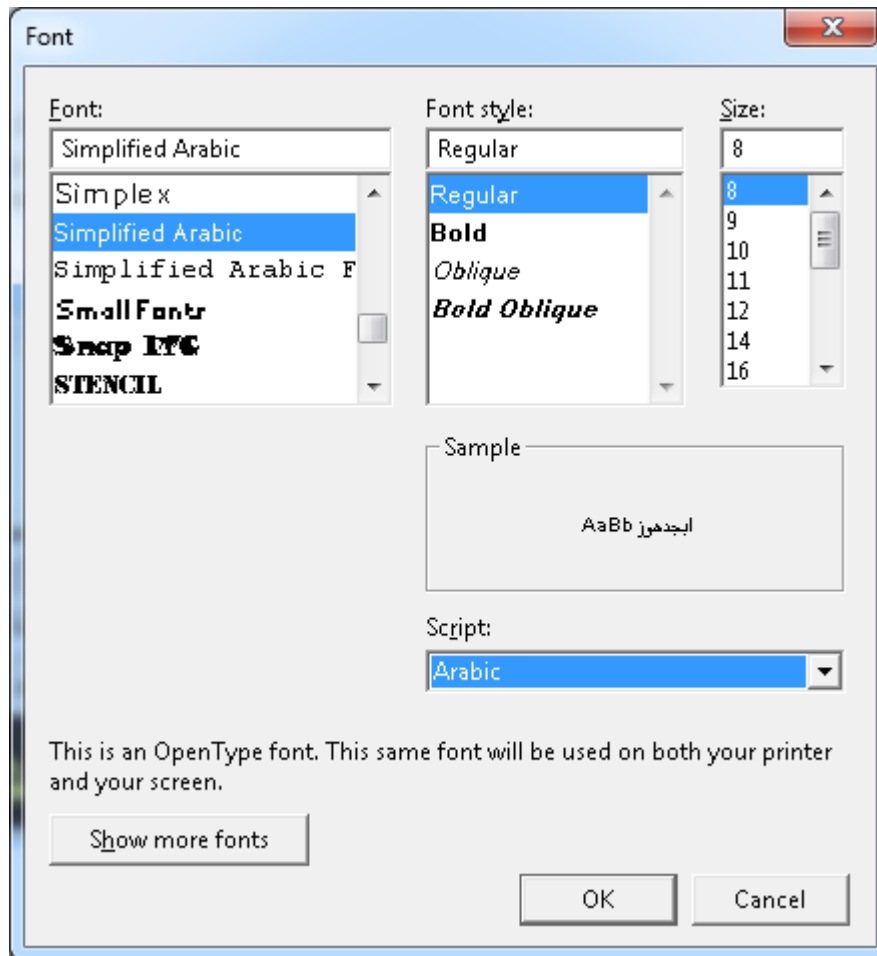 Font
Font:
Simplified Arabic
Simplex
Simplified Arabic
Simplified Arabic F
Small Fonts
Snap ITC
STENCIL
Font style:
Regular
Regular
Bold
Oblique
Bold Oblique
Size:
8
8
9
10
11
12
14
16
Sample
AaBb ابجدهوز
Script:
Arabic
This is an OpenType font. This same font will be used on both your printer
and your screen.
Show more fonts
OK
Cancel